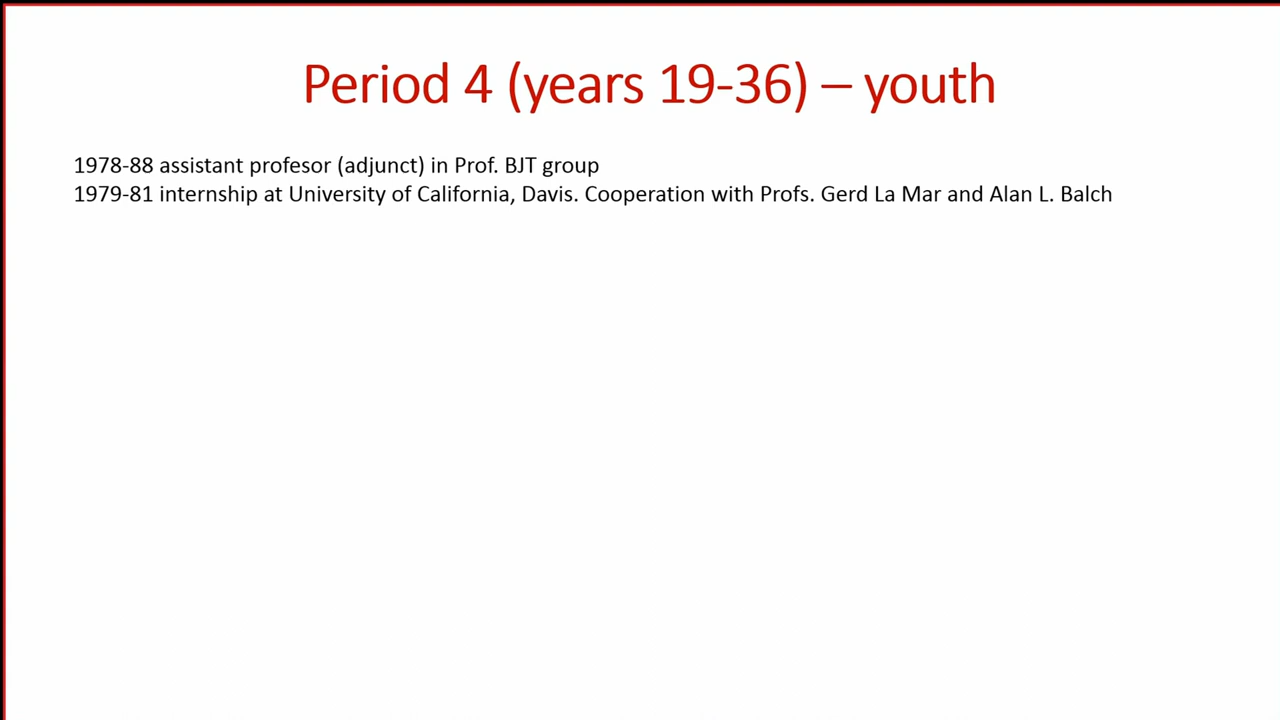 Period 4 (years 19-36) – youth
1978-88 assistant profesor (adjunct) in Prof. BJT group
1979-81 internship at University of California, Davis. Cooperation with Profs. Gerd La Mar and Alan L. Balch